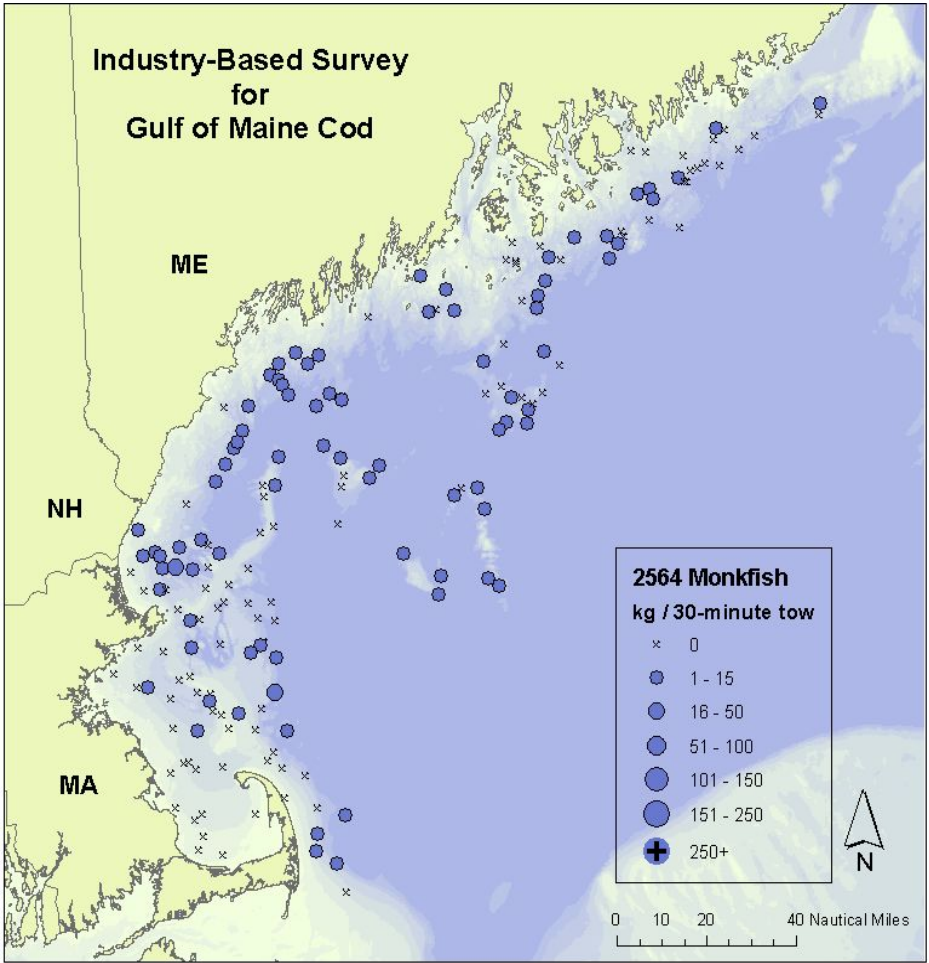 Industry-Based Survey
for
Gulf of Maine Cod
ME
NH
MA
2564 Monkfish
kg / 30-minute tow
0
1 - 15
16 - 50
51 - 100
101 - 150
151 - 250
250+
N
0 10 20 40 Nautical Miles